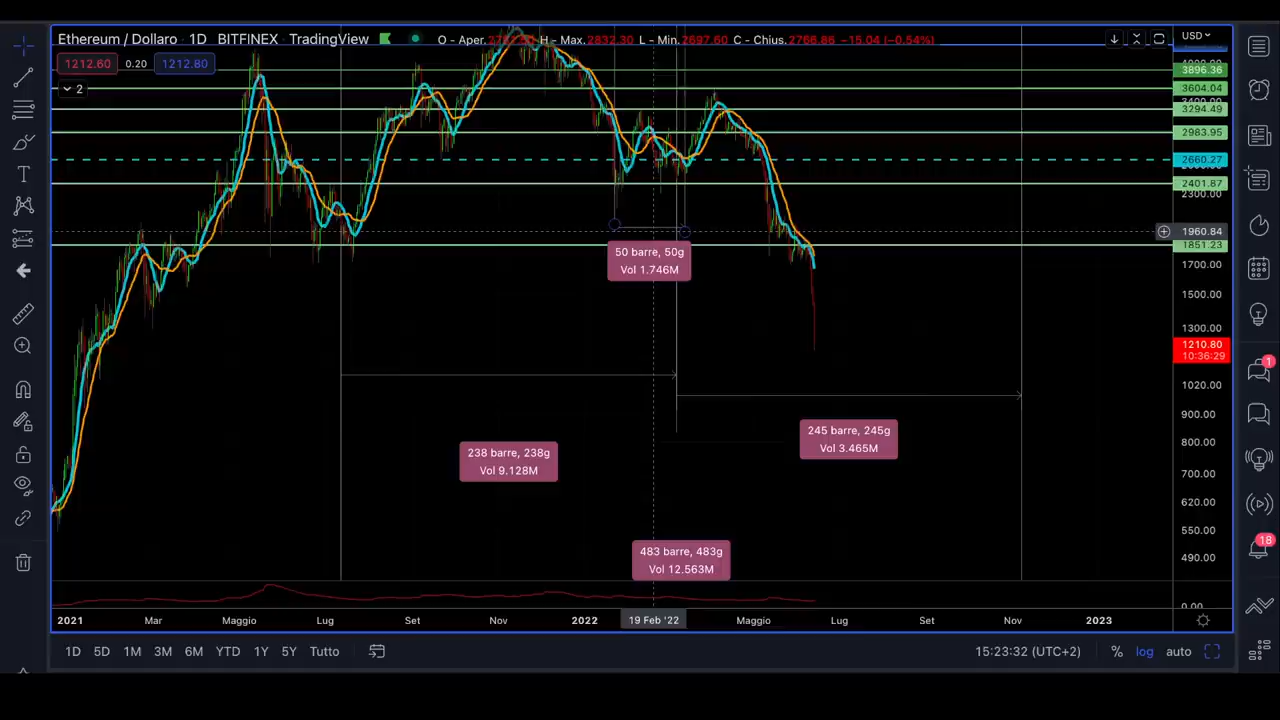 Ethereum / Dollaro · 1D · BITFINEX · TradingView
O - Aper. H - Max. 2832.30 L - Min. 2697.60 C - Chius. 2766.66 -15.04 (-0.54%)
USD
1212.60 0.20 1212.80
2
3896.36
3604.04
3294.49
2983.95
2660.27
2401.87
2300.00
1960.84
1851.23
1700.00
1500.00
1300.00
1210.80
10:36:29
1020.00
900.00
800.00
700.00
620.00
550.00
490.00
0.00
50 barre, 50g
Vol 1.746M
245 barre, 245g
Vol 3.465M
238 barre, 238g
Vol 9.128M
483 barre, 483g
Vol 12.563M
1
18
2021 Mar Maggio Lug Set Nov 2022 19 Feb '22 Maggio Lug Set Nov 2023
1D 5D 1M 3M 6M YTD 1Y 5Y Tutto 15:23:32 (UTC+2) % log auto